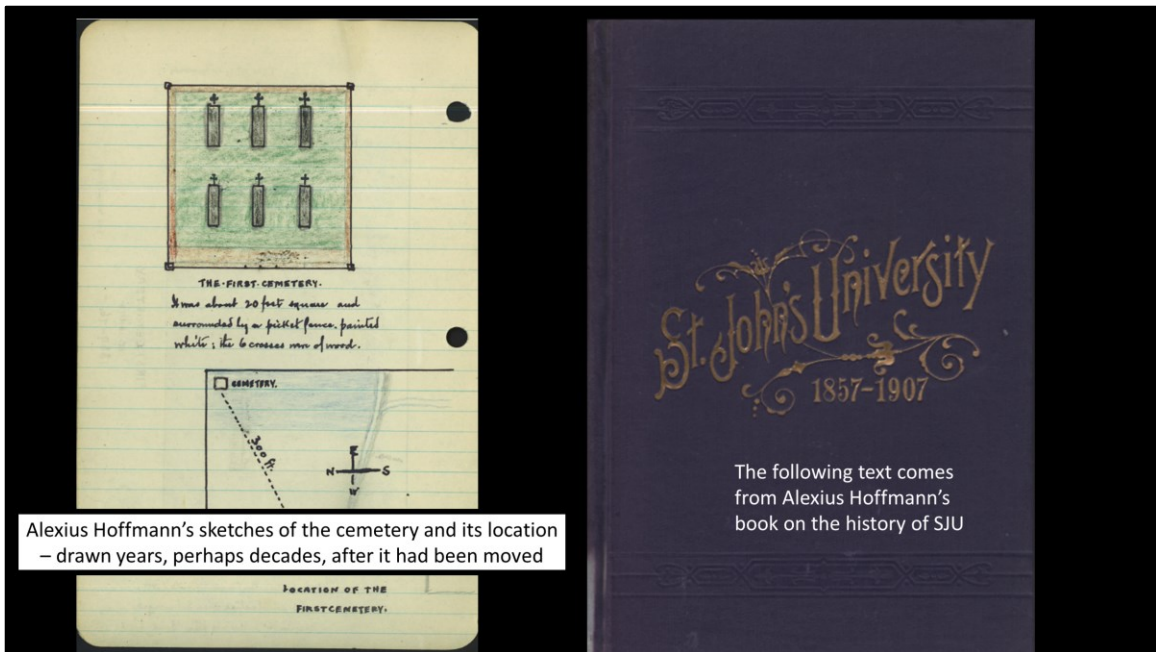 THE·FIRST·CEMETERY.
It was about 20 feet square and
surrounded by a picket fence, painted
white; the 6 crosses were of wood.
CEMETERY.
300 ft.
E
N S
W
LOCATION OF THE
FIRST CEMETERY.
Alexius Hoffmann’s sketches of the cemetery and its location
– drawn years, perhaps decades, after it had been moved
St. John's University
1857-1907
The following text comes
from Alexius Hoffmann’s
book on the history of SJU